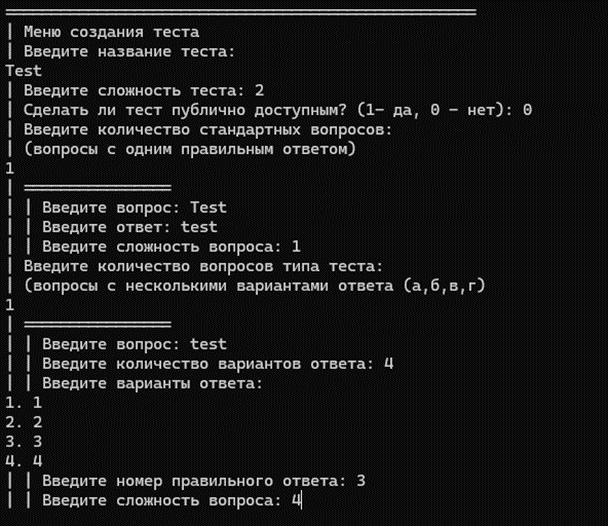 ==================================================
| Меню создания теста
| Введите название теста:
Test
| Введите сложность теста: 2
| Сделать ли тест публично доступным? (1- да, 0 - нет): 0
| Введите количество стандартных вопросов:
| (вопросы с одним правильным ответом)
1
| ================
| | Введите вопрос: Test
| | Введите ответ: test
| | Введите сложность вопроса: 1
| Введите количество вопросов типа теста:
| (вопросы с несколькими вариантами ответа (а,б,в,г)
1
| ================
| | Введите вопрос: test
| | Введите количество вариантов ответа: 4
| | Введите варианты ответа:
1. 1
2. 2
3. 3
4. 4
| | Введите номер правильного ответа: 3
| | Введите сложность вопроса: 4